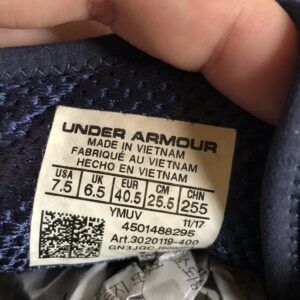 UNDER ARMOUR
MADE IN VIETNAM
FABRIQUÉ AU VIETNAM
HECHO EN VIETNAM
USA UK EUR CM CHN
7.5 6.5 40.5 25.5 255
YMUV 11/17
4501488295
Art.3020119-400